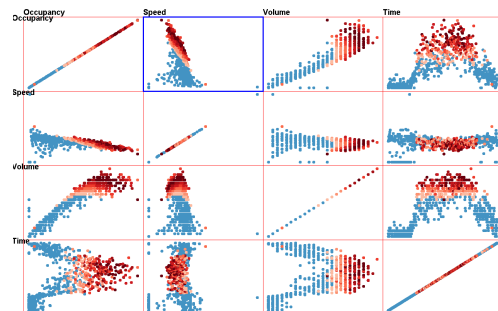 Occupancy Speed Volume Time
Occupancy
Speed
Volume
Time